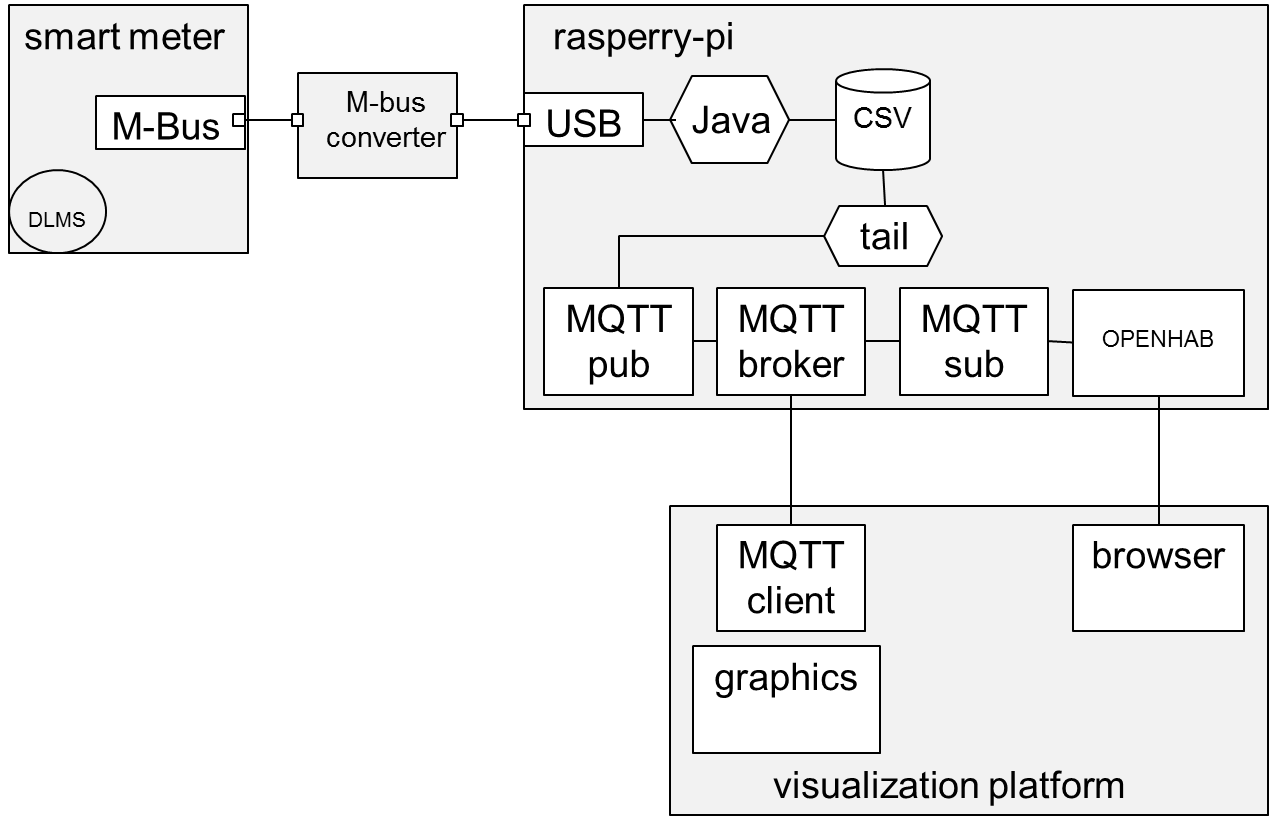 smart meter
M-Bus
DLMS
M-bus
converter
rasperry-pi
USB
Java
CSV
tail
MQTT
pub
MQTT
broker
MQTT
sub
OPENHAB
MQTT
client
browser
graphics
visualization platform